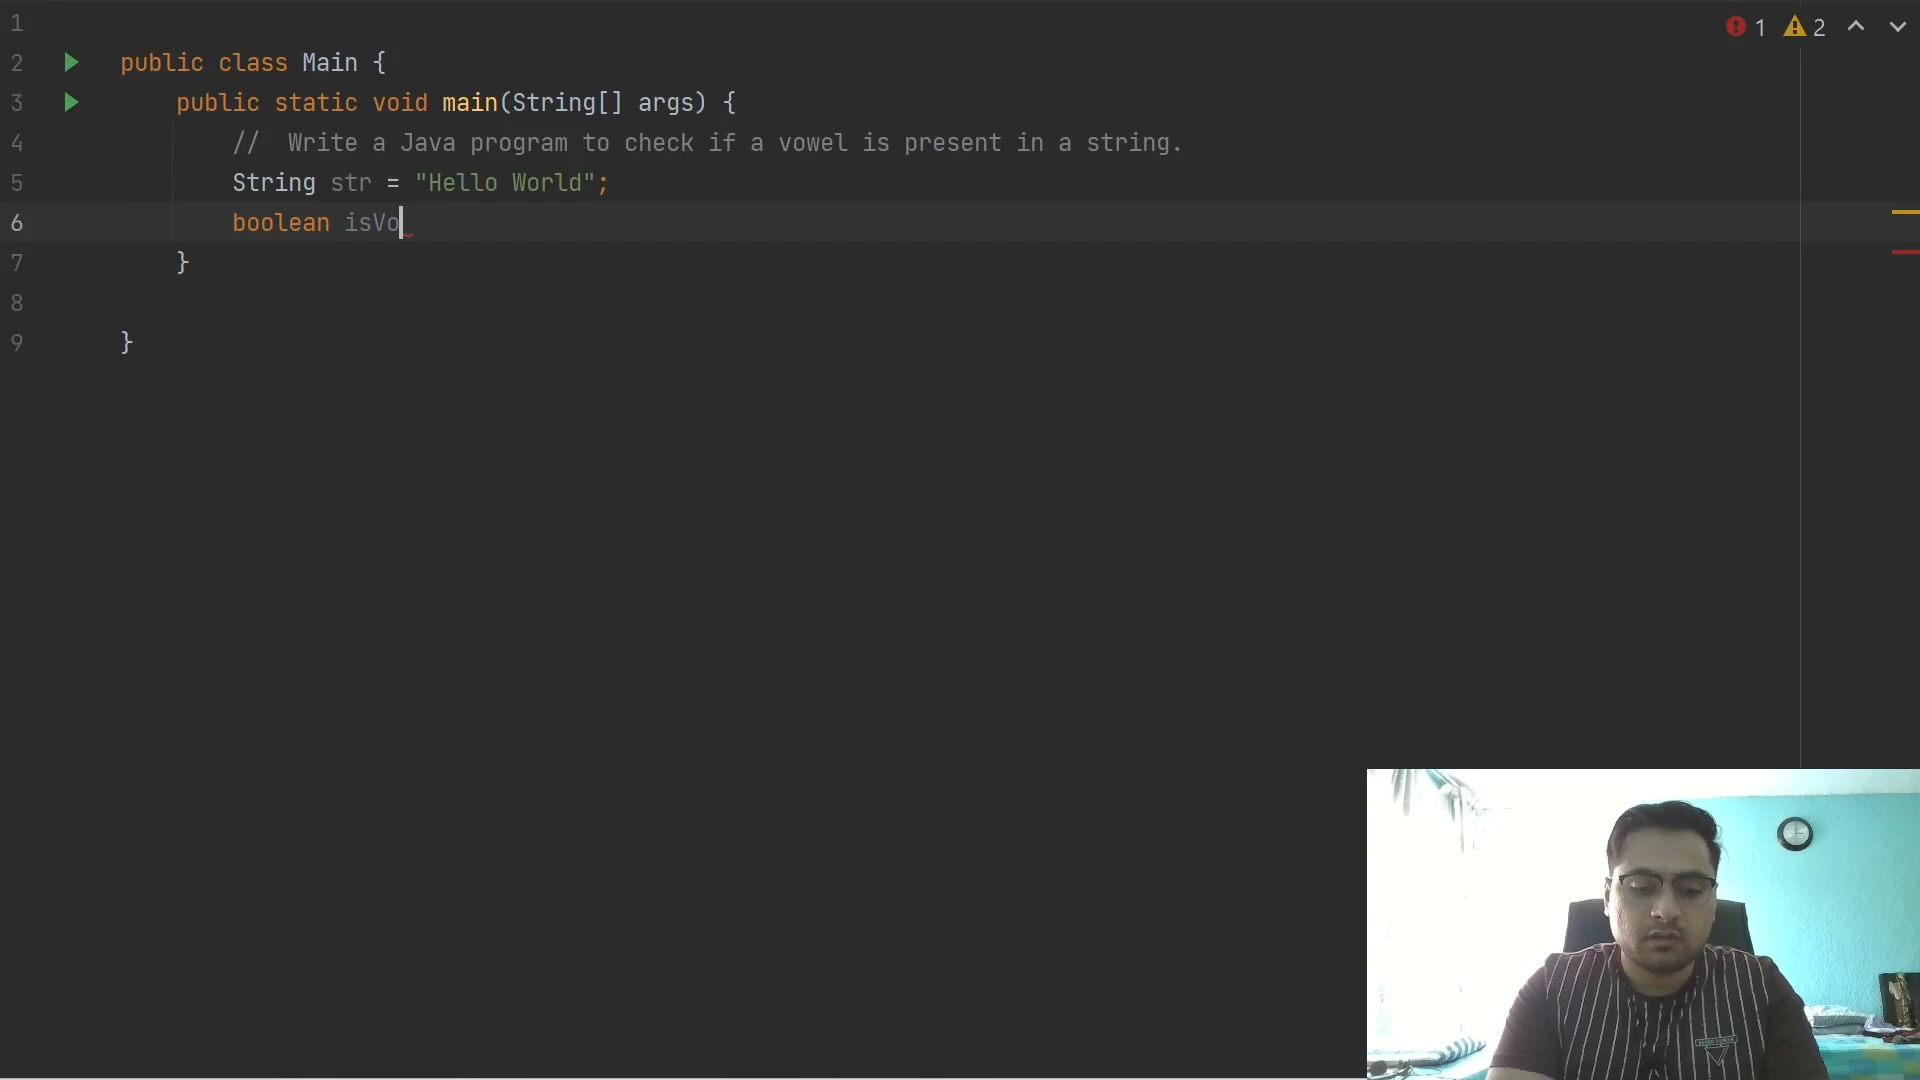 1
2 public class Main {
3 public static void main(String[] args) {
4 // Write a Java program to check if a vowel is present in a string.
5 String str = "Hello World";
6 boolean isVo
7 }
8
9 }
1 2